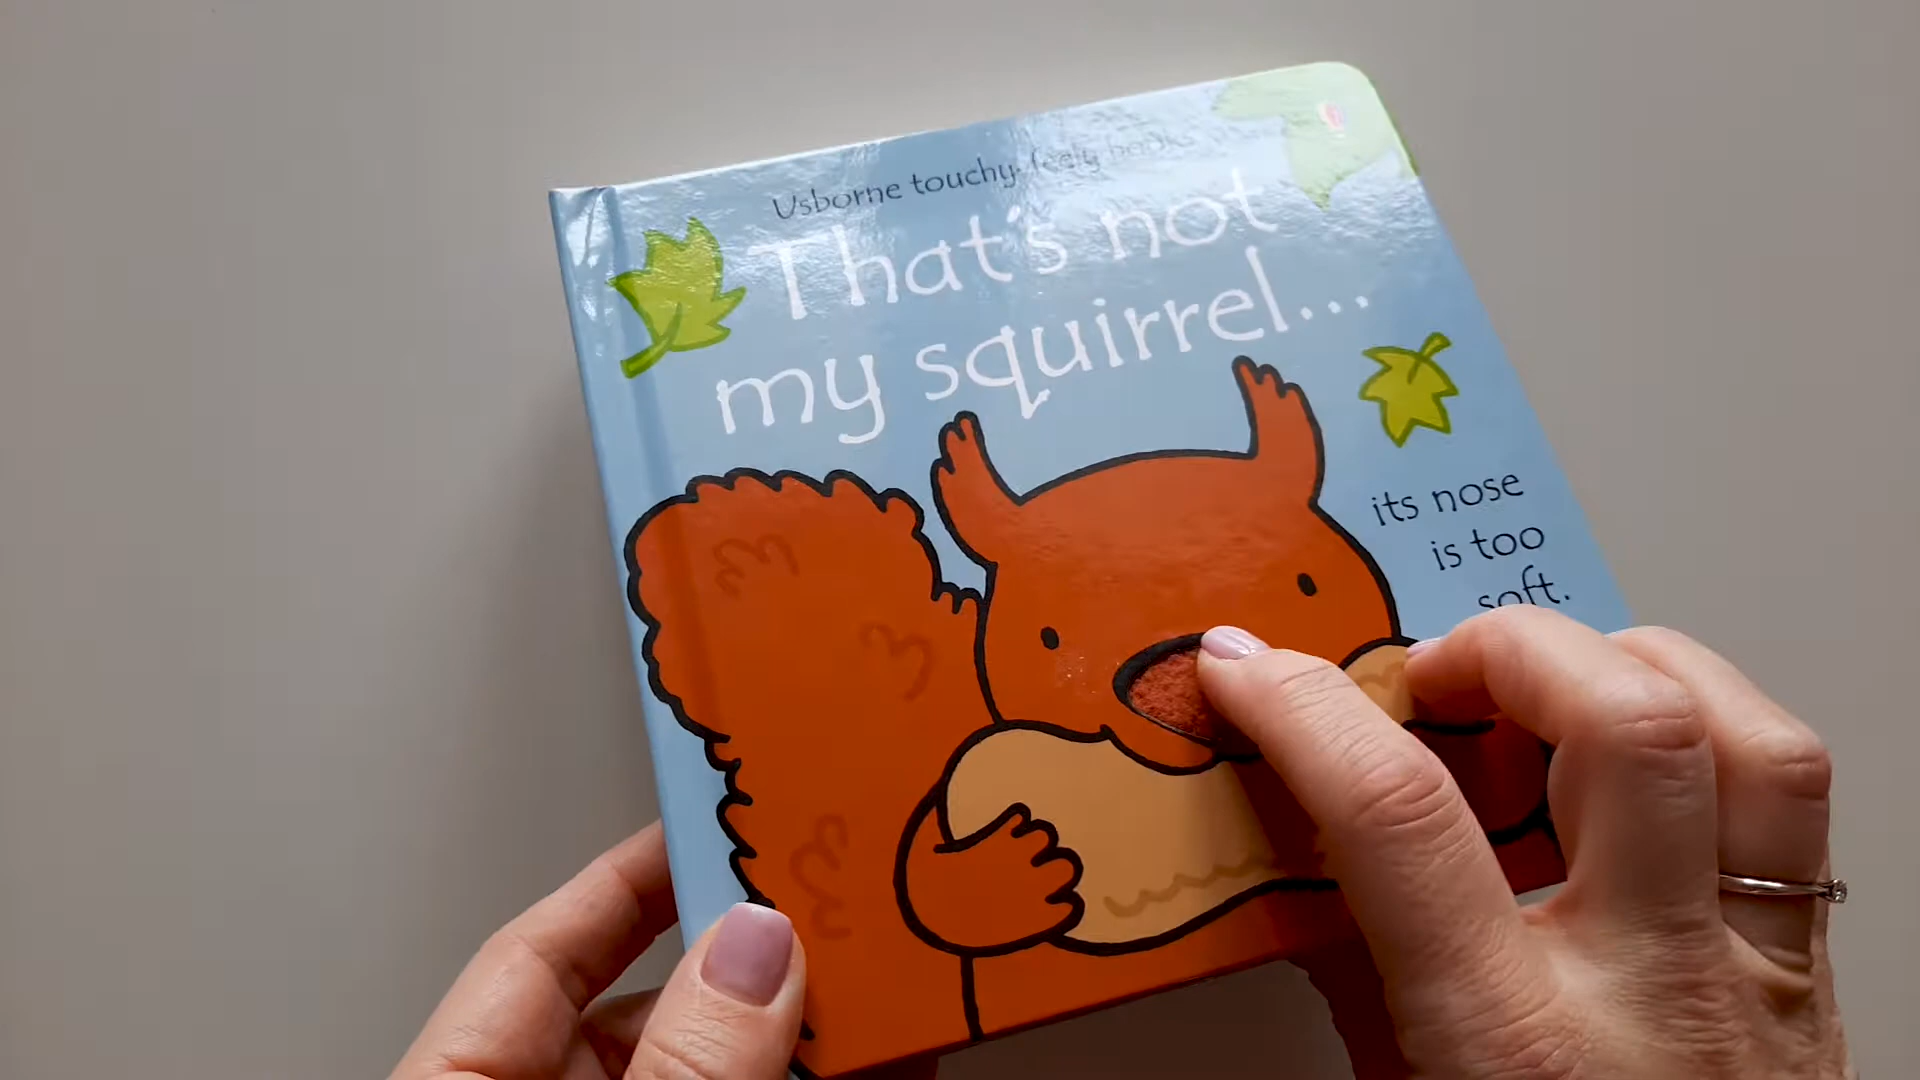 Usborne touchy-feely books
That's not
my squirrel...
its nose
is too
soft.